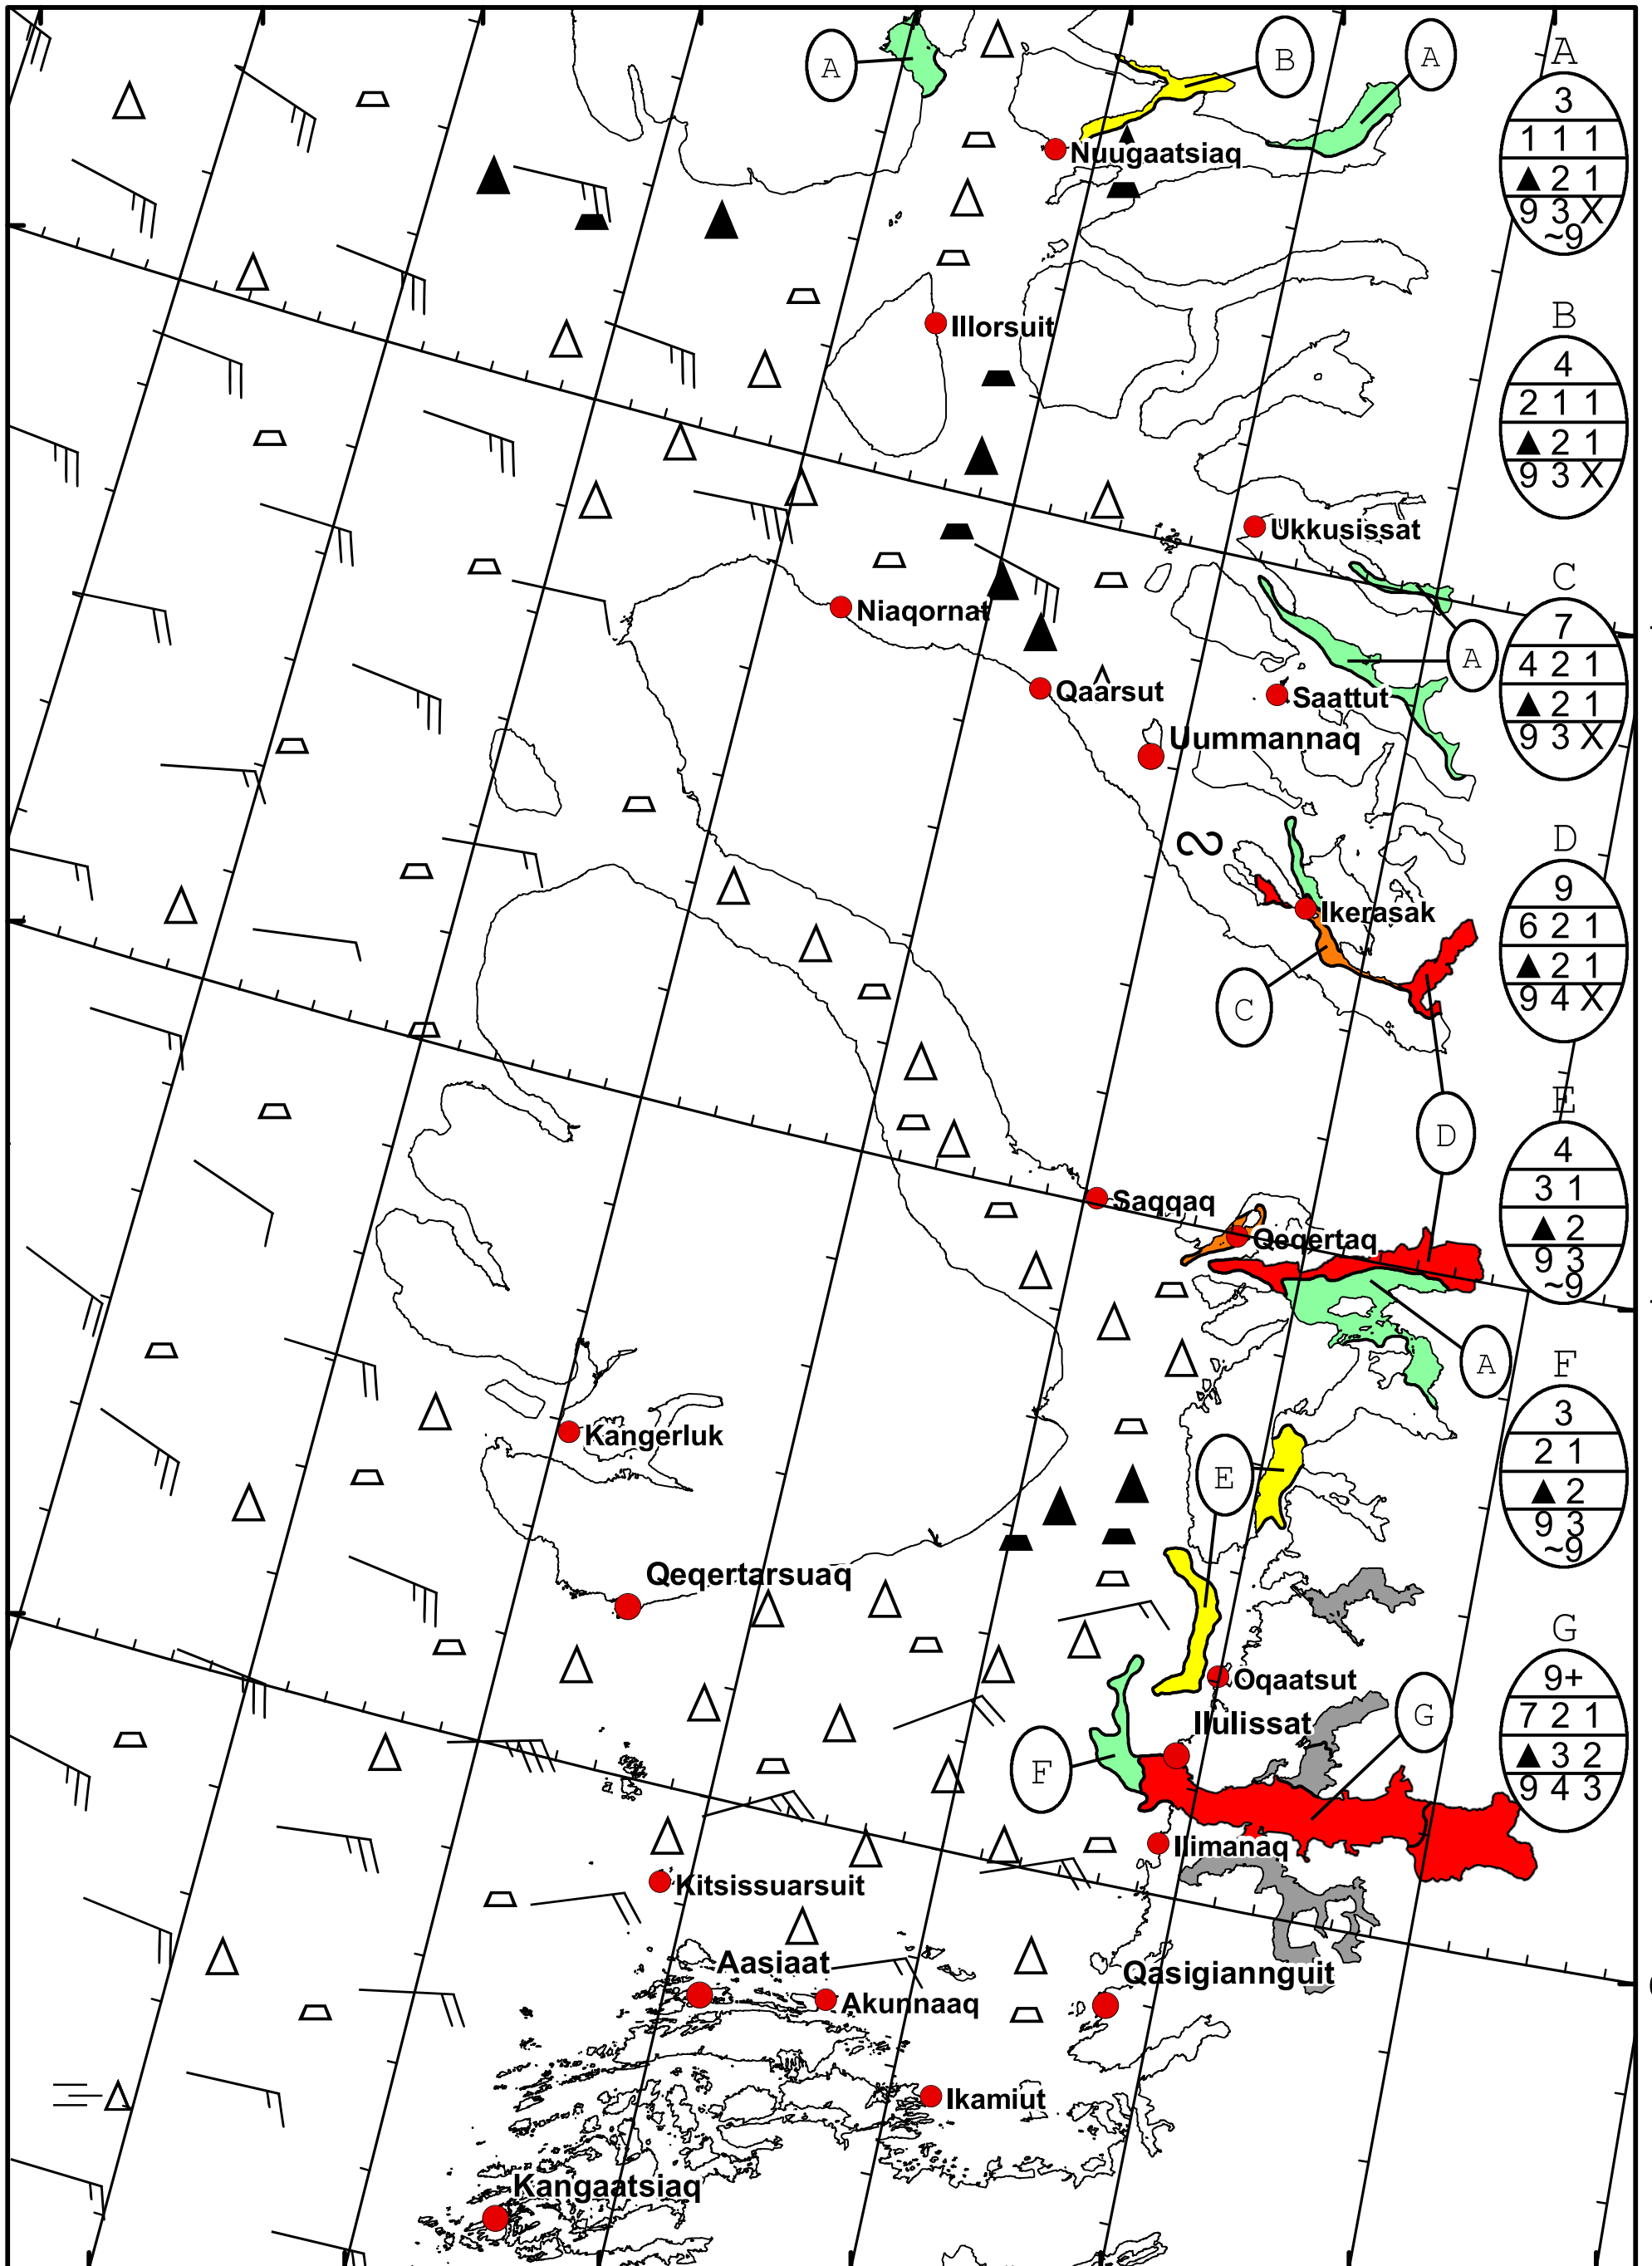 A
B
A
Nuugaatsiaq
Illorsuit
Ukkusissat
Niaqornat
A
Qaarsut
Saattut
Uummannaq
Ikerasak
C
D
Saqqaq
Qeqertaq
A
Kangerluk
E
Qeqertarsuaq
Oqaatsut
Ilulissat
G
F
Ilimanaq
Kitsissuarsuit
Aasiaat
Qasigiannguit
Akunnaaq
Ikamiut
Kangaatsiaq
A
3
1 1 1
▲ 2 1
9 3 X
~9
B
4
2 1 1
▲ 2 1
9 3 X
C
7
4 2 1
▲ 2 1
9 3 X
D
9
6 2 1
▲ 2 1
9 4 X
E
4
3 1
▲ 2
9 3
~9
F
3
2 1
▲ 2
9 3
~9
G
9+
7 2 1
▲ 3 2
9 4 3